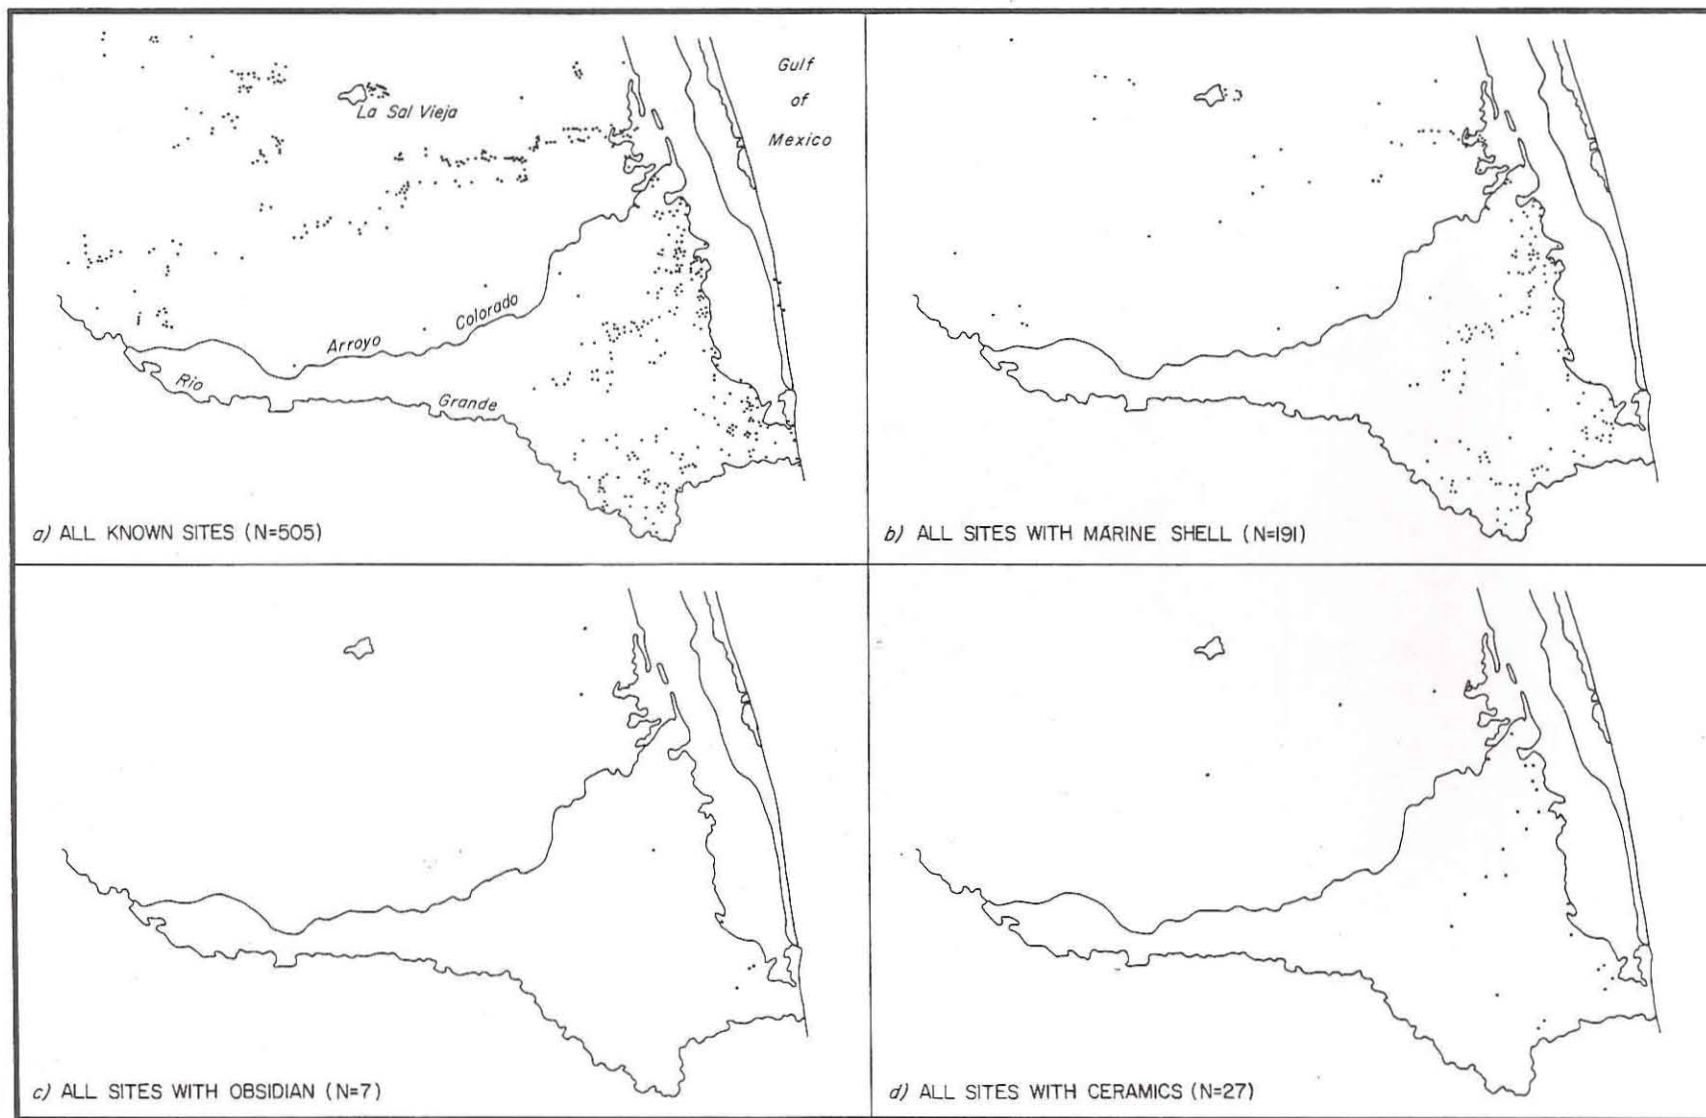 Gulf
of
Mexico
La Sal Vieja
Arroyo Colorado
Rio Grande
a) ALL KNOWN SITES (N=505)
b) ALL SITES WITH MARINE SHELL (N=191)
c) ALL SITES WITH OBSIDIAN (N=7)
d) ALL SITES WITH CERAMICS (N=27)